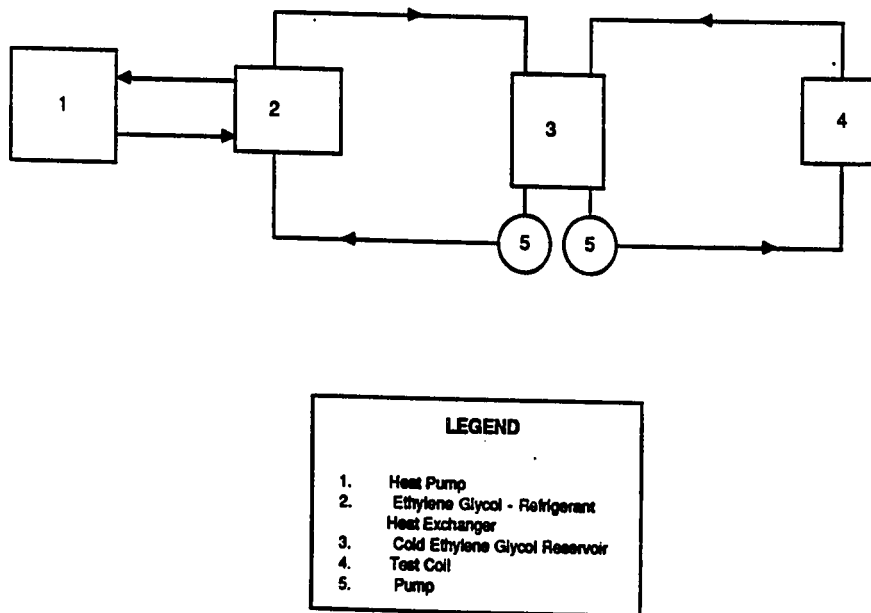 1
2
3
4
5
5
LEGEND
1. Heat Pump
2. Ethylene Glycol - Refrigerant
Heat Exchanger
3. Cold Ethylene Glycol Reservoir
4. Test Coil
5. Pump